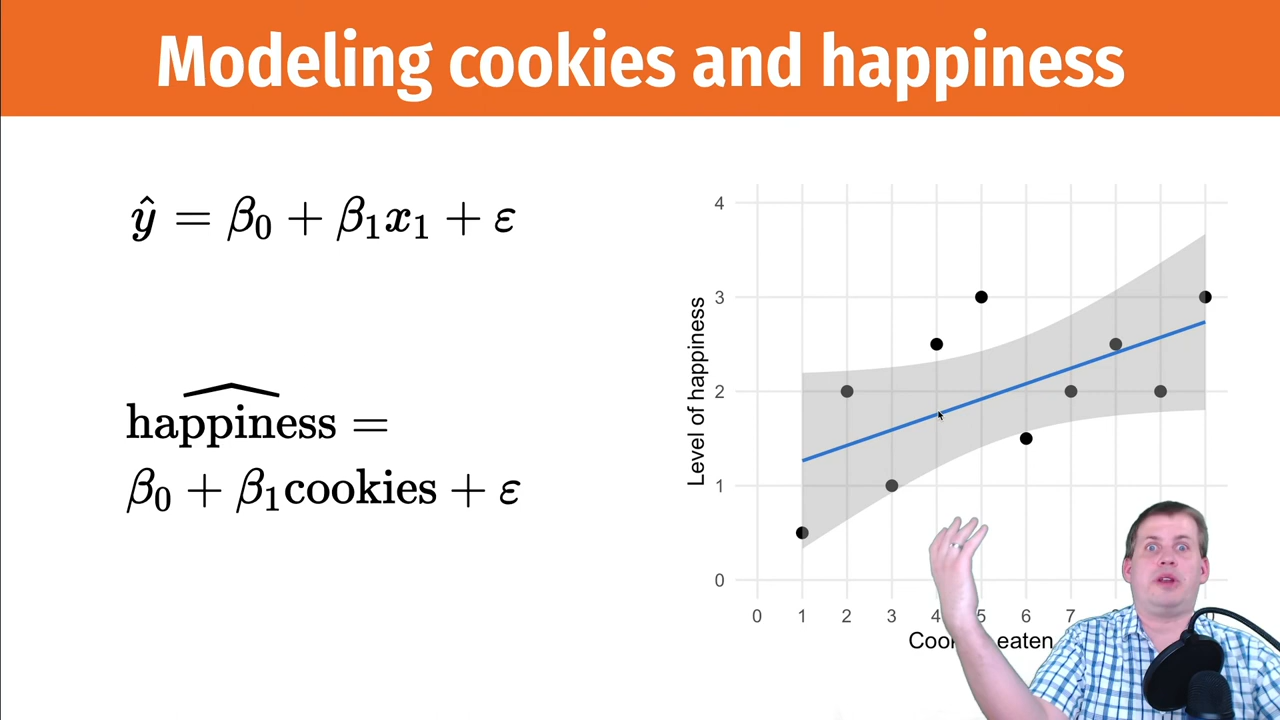 Modeling cookies and happiness
ŷ = β₀ + β₁x₁ + ε
happiness =
β₀ + β₁cookies + ε
Level of happiness
4
3
2
1
0
0 1 2 3 4 5 6 7
eaten